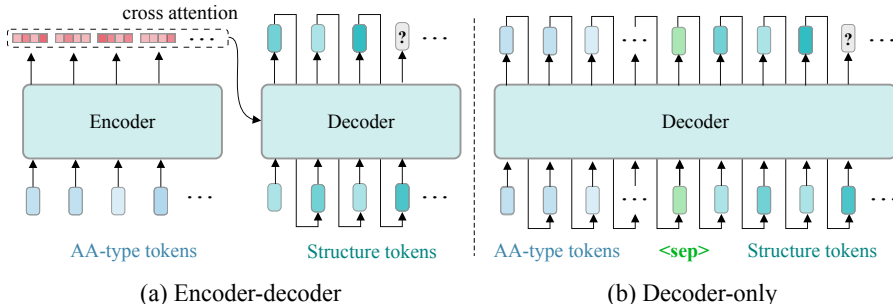 cross attention
. . .
?
. . .
Encoder
Decoder
. . .
. . .
AA-type tokens
Structure tokens
(a) Encoder-decoder
. . .
?
. . .
Decoder
. . .
. . .
AA-type tokens
<sep>
Structure tokens
(b) Decoder-only